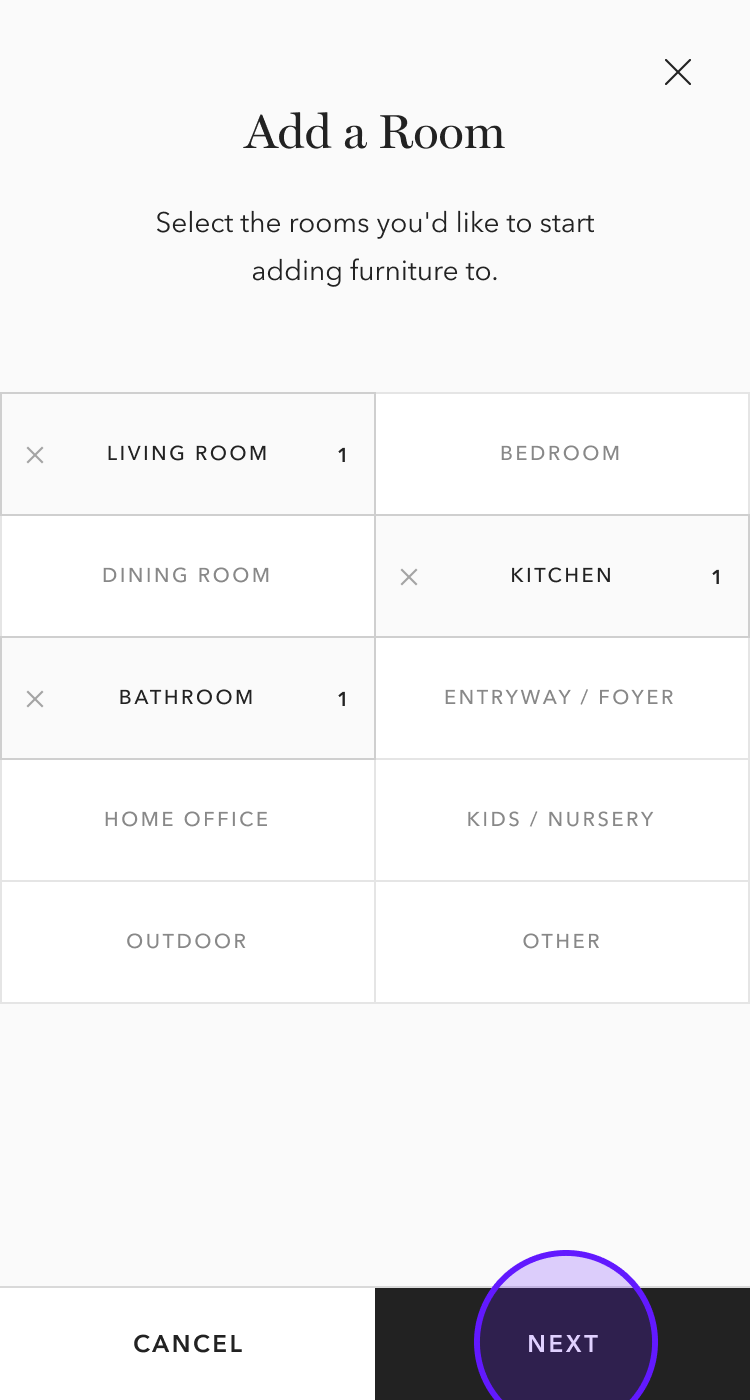 Add a Room
Select the rooms you'd like to start
adding furniture to.
LIVING ROOM 1
BEDROOM
DINING ROOM
KITCHEN 1
BATHROOM 1
ENTRYWAY / FOYER
HOME OFFICE
KIDS / NURSERY
OUTDOOR
OTHER
CANCEL
NEXT